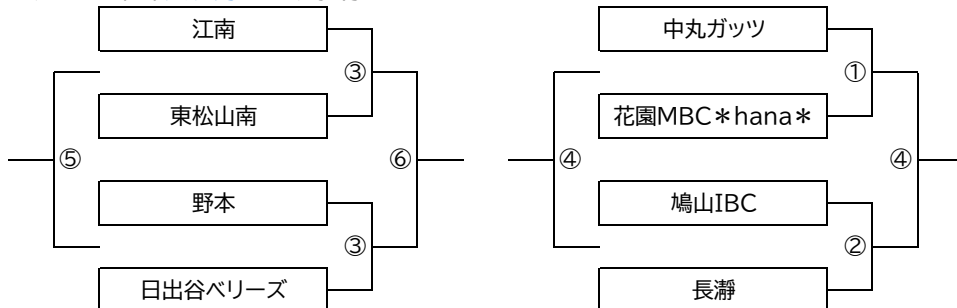 江南
③
東松山南
⑤
⑥
野本
③
日出谷ベリーズ
中丸ガッツ
①
花園MBC＊hana＊
④
④
鳩山IBC
②
長瀞